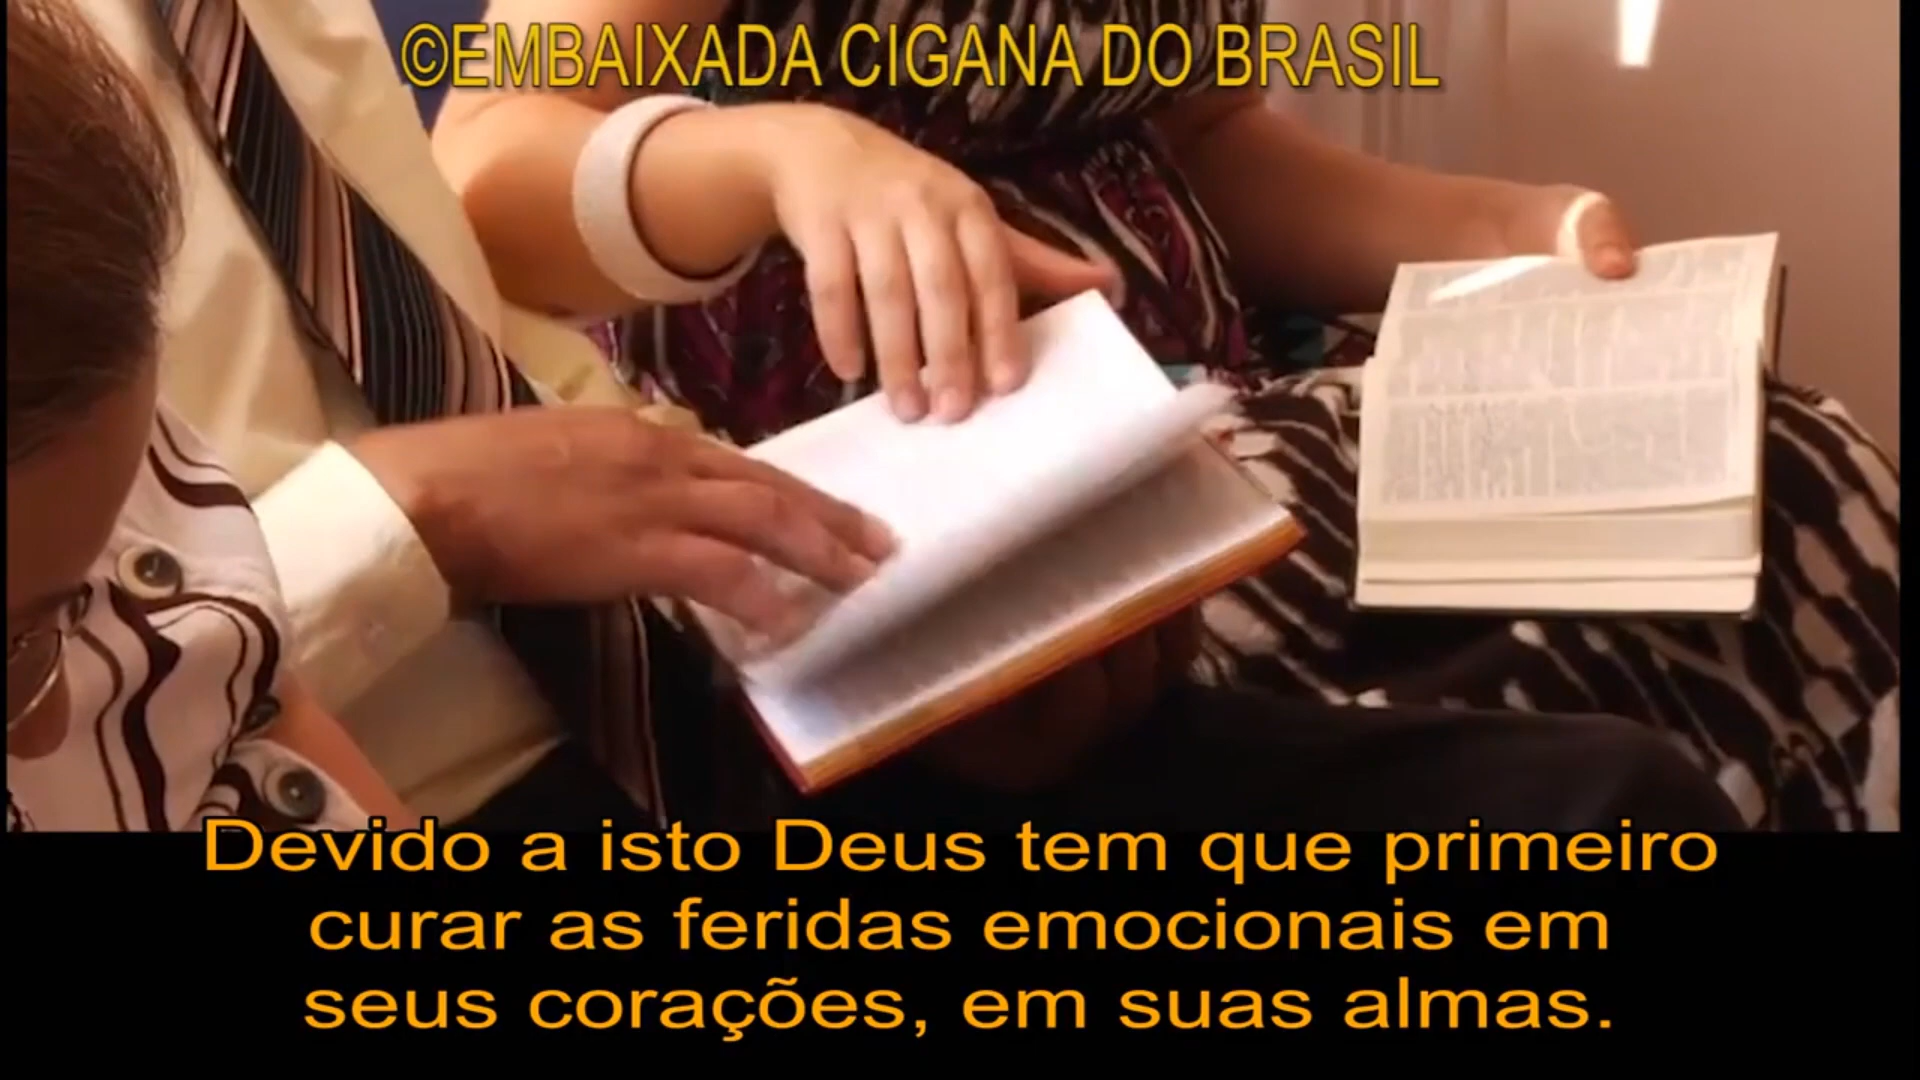 ©EMBAIXADA CIGANA DO BRASIL
Devido a isto Deus tem que primeiro
curar as feridas emocionais em
seus corações, em suas almas.